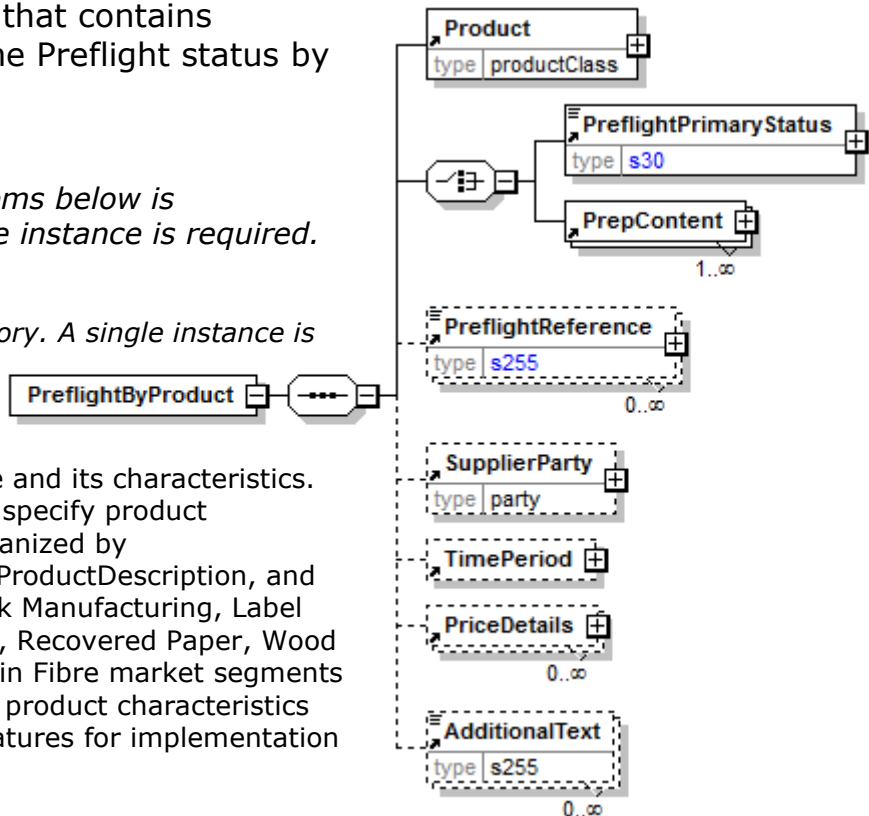 that contains
ne Preflight status by
ms below is
e instance is required.
ory. A single instance is
e and its characteristics.
specify product
anized by
ProductDescription, and
k Manufacturing, Label
, Recovered Paper, Wood
in Fibre market segments
product characteristics
atures for implementation
PreflightByProduct
Product
type productClass
PreflightPrimaryStatus
type s30
PrepContent
1..∞
PreflightReference
type s255
0..∞
SupplierParty
type party
TimePeriod
PriceDetails
0..∞
AdditionalText
type s255
0..∞